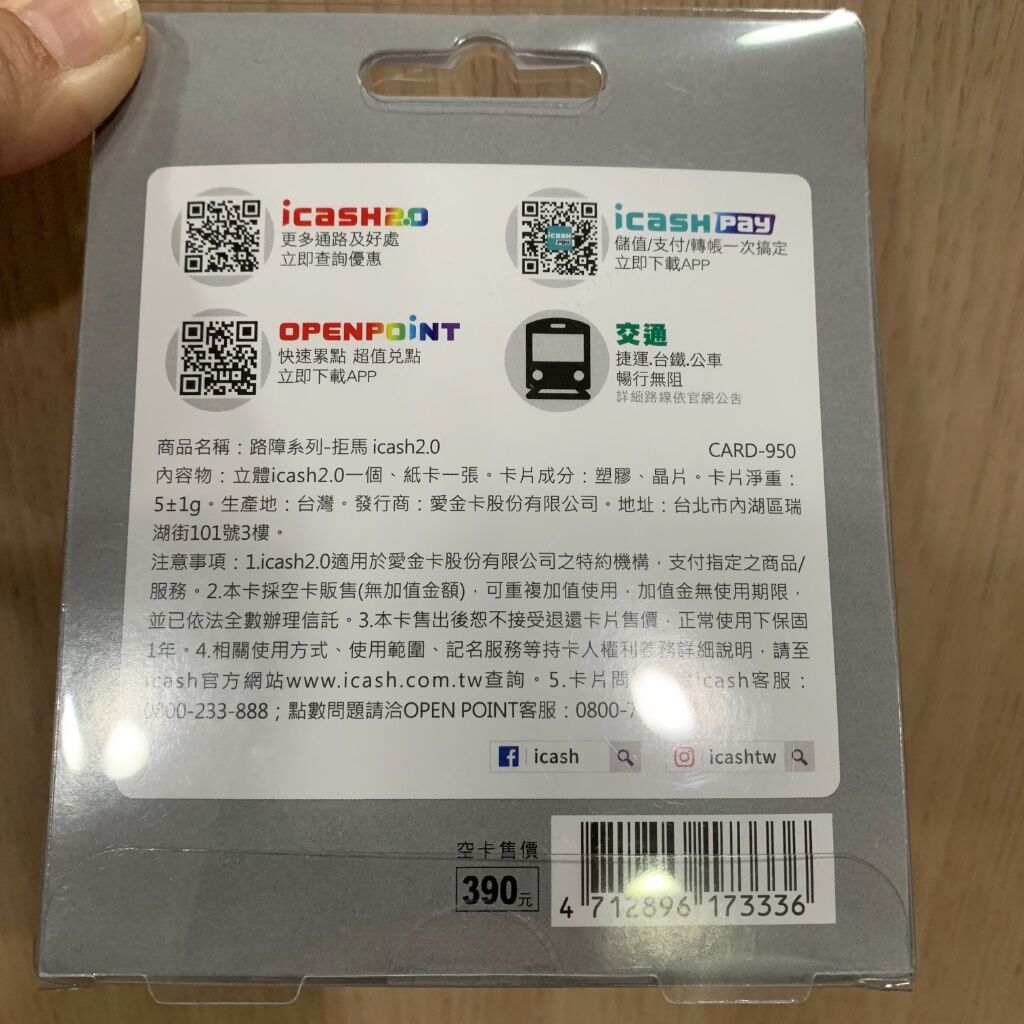 icash2.0
更多通路及好處
立即查詢優惠
icash Pay
儲值/支付/轉帳一次搞定
立即下載APP
OPENPOINT
快速累點 超值兌點
立即下載APP
交通
捷運.台鐵.公車
暢行無阻
詳細路線依官網公告
商品名稱：路障系列-拒馬 icash2.0
CARD-950
內容物：立體icash2.0一個、紙卡一張。卡片成分：塑膠、晶片。卡片淨重：
5±1g。生產地：台灣。發行商：愛金卡股份有限公司。地址：台北市內湖區瑞
湖街101號3樓。
注意事項：1.icash2.0適用於愛金卡股份有限公司之特約機構，支付指定之商品/
服務。2.本卡採空卡販售(無加值金額)，可重複加值使用，加值金無使用期限，
並已依法全數辦理信託。3.本卡售出後恕不接受退還卡片售價，正常使用下保固
1年。4.相關使用方式、使用範圍、記名服務等持卡人權利義務詳細說明，請至
icash官方網站www.icash.com.tw查詢。5.卡片問 icash客服：
0800-233-888；點數問題請洽OPEN POINT客服：0800-7
icash
icashtw
空卡售價
390元
4 712896 173336